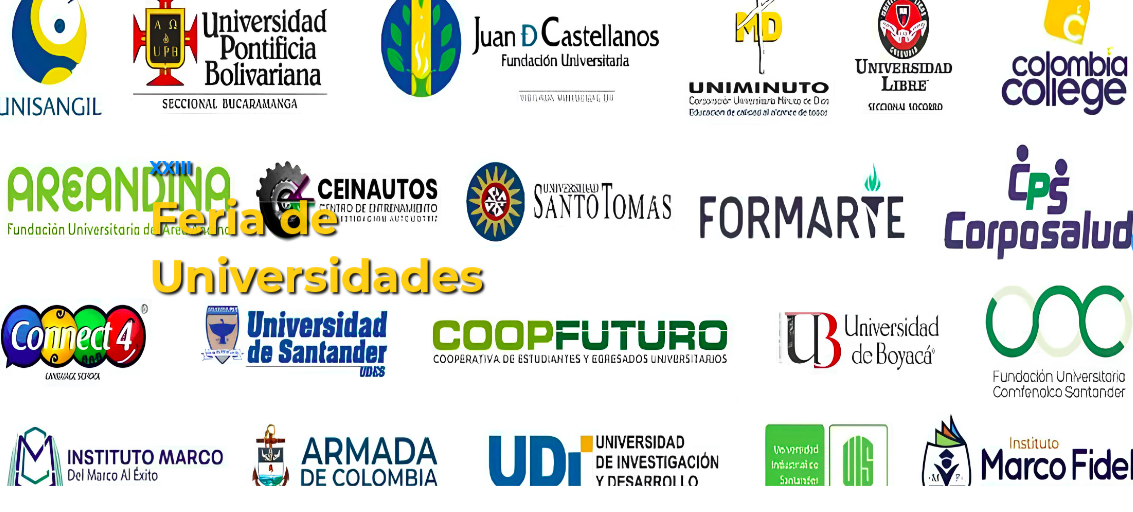 UNISANGIL
Universidad
Pontificia
Bolivariana
SECCIONAL BUCARAMANGA
Juan D Castellanos
Fundación Universitaria
MD
UNIMINUTO
Corporación Universitaria Minuto de Dios
Educación de calidad al alcance de todos
UNIVERSIDAD
LIBRE
SECCIONAL SOCORRO
colombia
college
AREANDINA
Fundación Universitaria del Área Andina
XXIII
Feria de
Universidades
CEINAUTOS
CENTRO DE ENTRENAMIENTO
UNIVERSIDAD
SANTO TOMÁS
FORMARTE
CPS
Corposalud
Connect 4
®
LANGUAGE SCHOOL
Universidad
de Santander
UDES
COOPFUTURO
COOPERATIVA DE ESTUDIANTES Y EGRESADOS UNIVERSITARIOS
UB
Universidad
de Boyacá
Fundación Universitaria
Comfenalco Santander
INSTITUTO MARCO
Del Marco Al Éxito
ARMADA
DE COLOMBIA
UDI
UNIVERSIDAD
DE INVESTIGACIÓN
Y DESARROLLO
Universidad
Industrial de
Santander
UIS
Instituto
Marco Fidel
M F